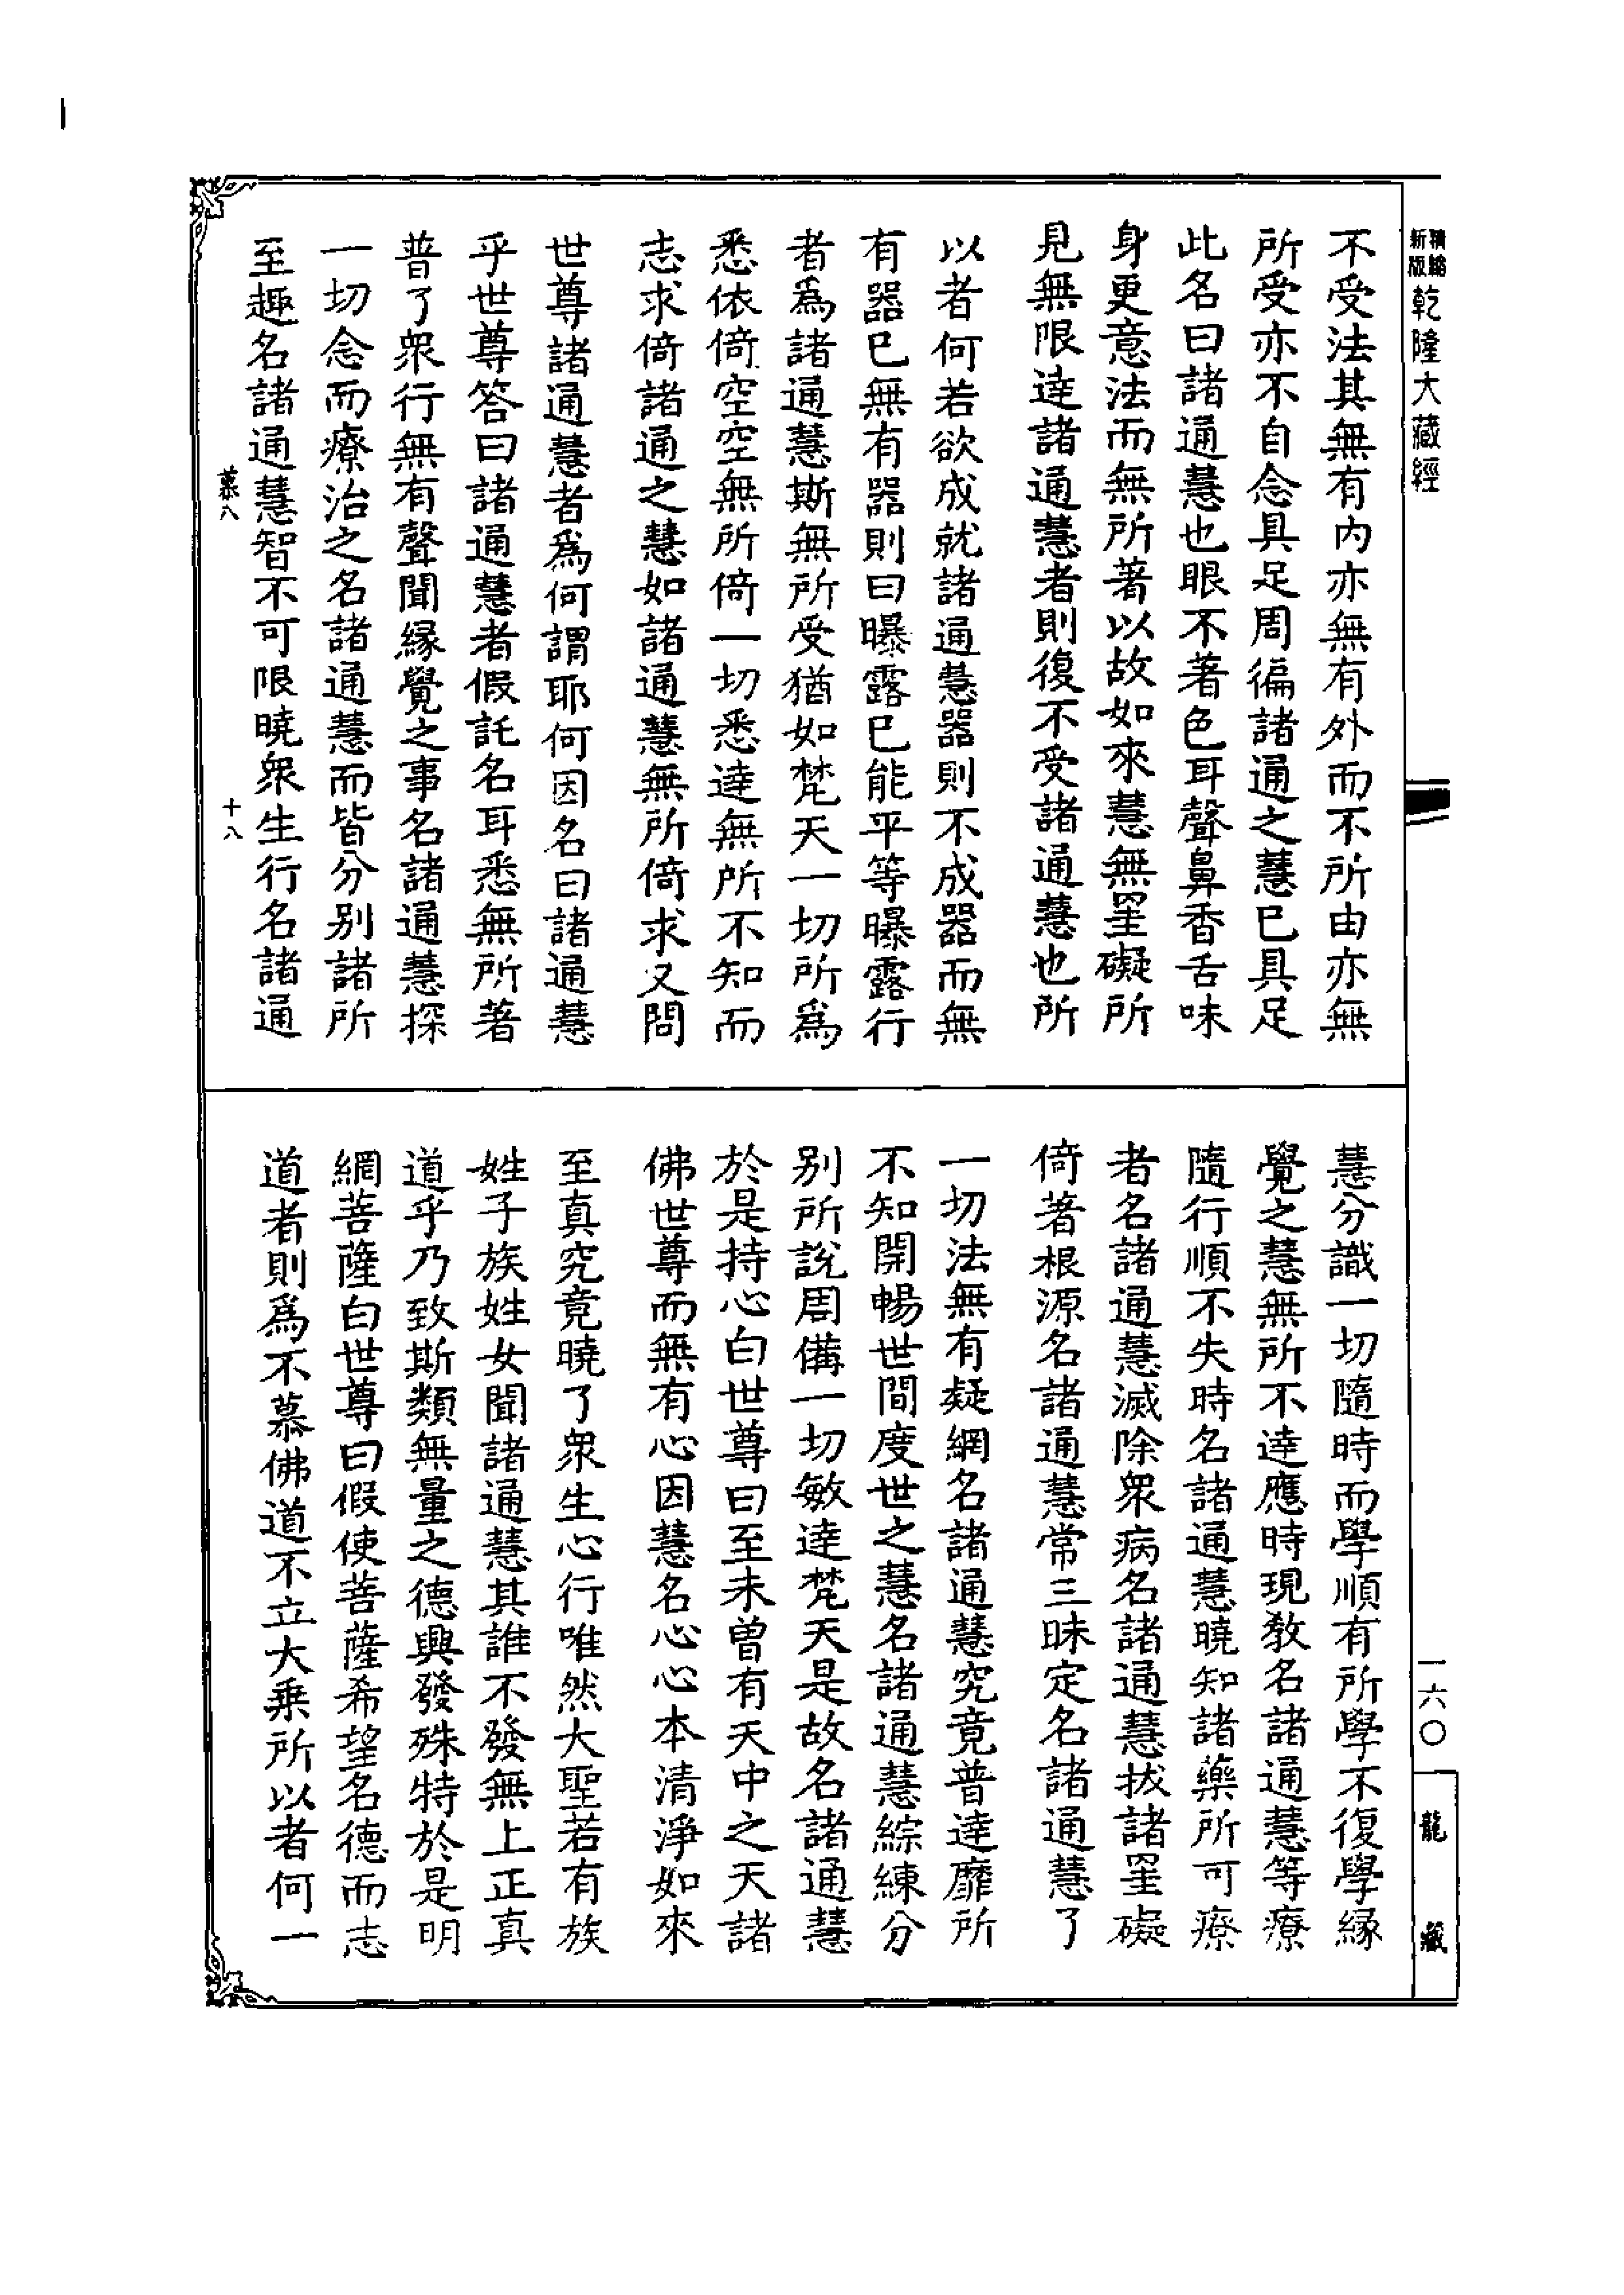 新版
精縮
乾隆大藏經
不受法其無有內亦無有外而不所由亦無
所受亦不自念具足周徧諸通之慧已具足
此名曰諸通慧也眼不著色耳聲鼻香舌味
身更意法而無所著以故如來慧無罣礙所
見無限達諸通慧者則復不受諸通慧也所
以者何若欲成就諸通慧器則不成器而無
有器已無有器則曰曝露已能平等曝露行
者爲諸通慧斯無所受猶如梵天一切所爲
悉依倚空空無所倚一切悉達無所不知而
志求倚諸通之慧如諸通慧無所倚求又問
世尊諸通慧者爲何謂耶何因名曰諸通慧
乎世尊答曰諸通慧者假託名耳悉無所著
普了衆行無有聲聞緣覺之事名諸通慧探
一切念而療治之名諸通慧而皆分別諸所
至趣名諸通慧智不可限曉衆生行名諸通
慕八
十八
慧分識一切隨時而學順有所學不復學緣
覺之慧無所不達應時現教名諸通慧等療
隨行順不失時名諸通慧曉知諸藥所可療
者名諸通慧滅除衆病名諸通慧拔諸罣礙
倚著根源名諸通慧常三昧定名諸通慧了
一切法無有疑網名諸通慧究竟普達靡所
不知開暢世間度世之慧名諸通慧綜練分
別所說周備一切敏達梵天是故名諸通慧
於是持心白世尊曰至未曾有天中之天諸
佛世尊而無有心因慧名心心本清淨如來
至真究竟曉了衆生心行唯然大聖若有族
姓子族姓女聞諸通慧其誰不發無上正真
道乎乃致斯類無量之德興發殊特於是明
網菩薩白世尊曰假使菩薩希望名德而志
道者則爲不慕佛道不立大乘所以者何一
一六〇
龍藏